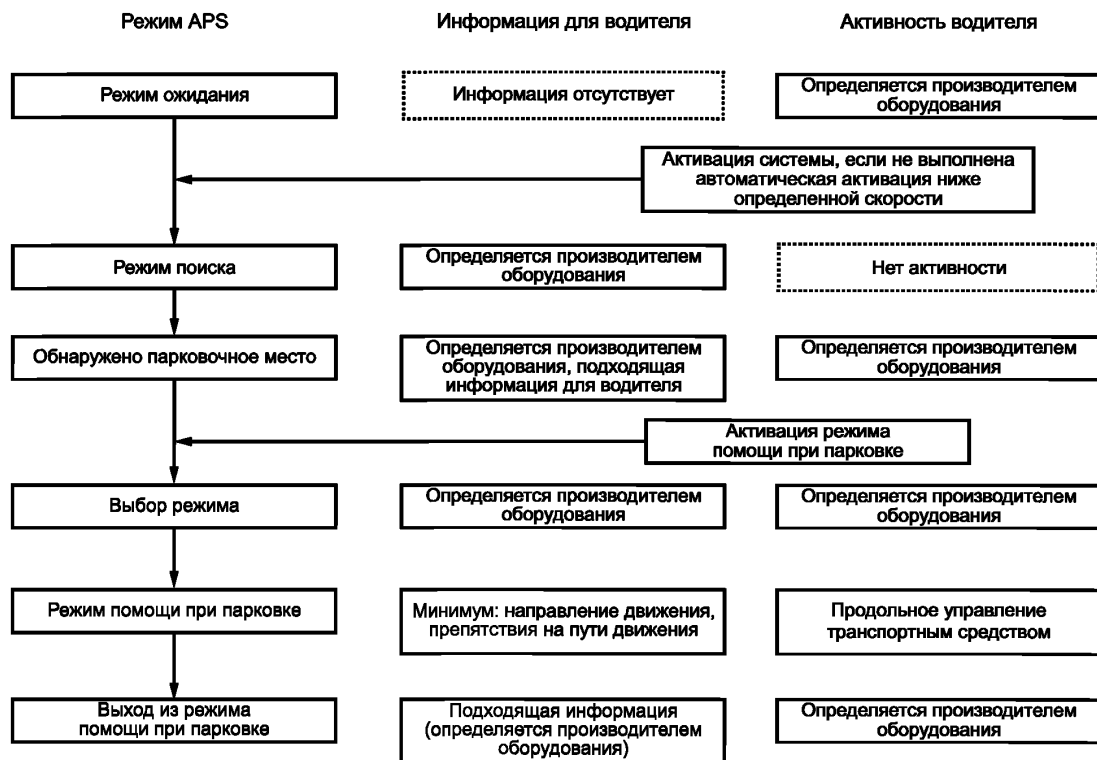 Режим APS
Информация для водителя
Активность водителя
Режим ожидания
Информация отсутствует
Определяется производителем
оборудования
Активация системы, если не выполнена
автоматическая активация ниже
определенной скорости
Режим поиска
Определяется производителем
оборудования
Нет активности
Обнаружено парковочное место
Определяется производителем
оборудования, подходящая
информация для водителя
Определяется производителем
оборудования
Активация режима
помощи при парковке
Выбор режима
Определяется производителем
оборудования
Определяется производителем
оборудования
Режим помощи при парковке
Минимум: направление движения,
препятствия на пути движения
Продольное управление
транспортным средством
Выход из режима
помощи при парковке
Подходящая информация
(определяется производителем
оборудования)
Определяется производителем
оборудования